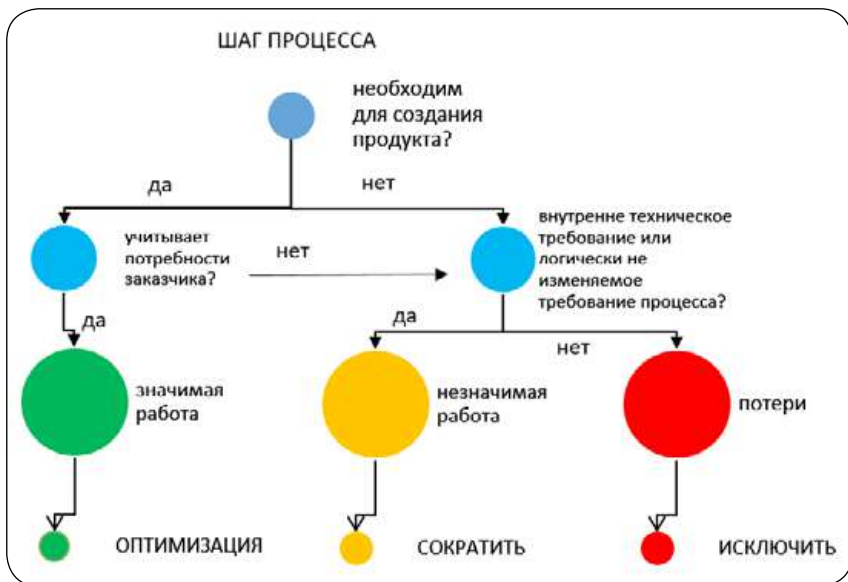 ШАГ ПРОЦЕССА
необходим
для создания
продукта?
да
нет
учитывает
потребности
заказчика?
нет
внутренне техническое
требование или
логически не
изменяемое
требование процесса?
да
да
нет
значимая
работа
незначимая
работа
потери
ОПТИМИЗАЦИЯ
СОКРАТИТЬ
ИСКЛЮЧИТЬ